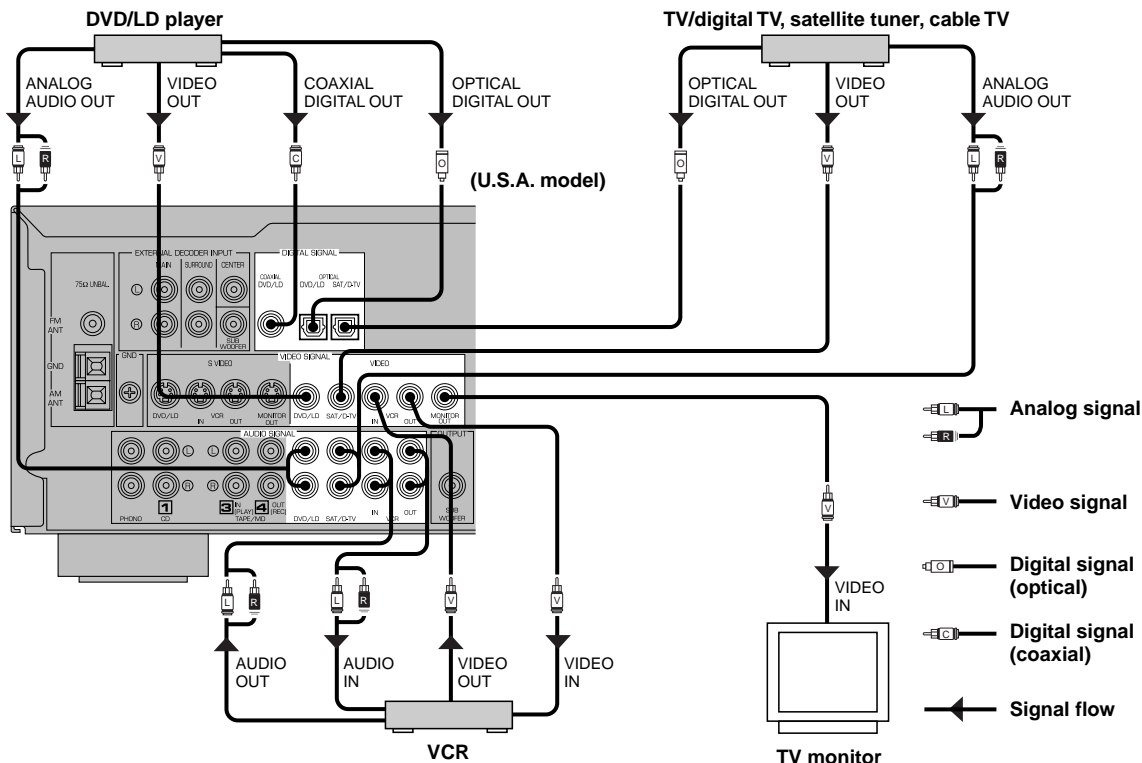 DVD/LD player
TV/digital TV, satellite tuner, cable TV
ANALOG
AUDIO OUT
VIDEO
OUT
COAXIAL
DIGITAL OUT
OPTICAL
DIGITAL OUT
OPTICAL
DIGITAL OUT
VIDEO
OUT
ANALOG
AUDIO OUT
L
R
V
C
O
O
V
L
R
(U.S.A. model)
EXTERNAL DECODER INPUT
MAIN
SURROUND
CENTER
DIGITAL SIGNAL
COAXIAL
DVD/LD
OPTICAL
DVD/LD
SAT/D-TV
75Ω UNBAL.
L
FM
ANT
R
SUB
WOOFER
GND
GND
AM
ANT
VIDEO SIGNAL
S VIDEO
VIDEO
DVD/LD
IN
VCR
OUT
MONITOR
OUT
DVD/LD
SAT/D-TV
IN
VCR
OUT
MONITOR
OUT
AUDIO SIGNAL
OUTPUT
L
L
R
R
PHONO
1
CD
3
IN
(PLAY)
4
OUT
(REC)
TAPE/MD
DVD/LD
SAT/D-TV
IN
VCR
OUT
SUB
WOOFER
L
R
Analog signal
V
Video signal
V
O
Digital signal
(optical)
C
Digital signal
(coaxial)
Signal flow
L
R
L
R
V
V
VIDEO
IN
AUDIO
OUT
AUDIO
IN
VIDEO
OUT
VIDEO
IN
VCR
TV monitor